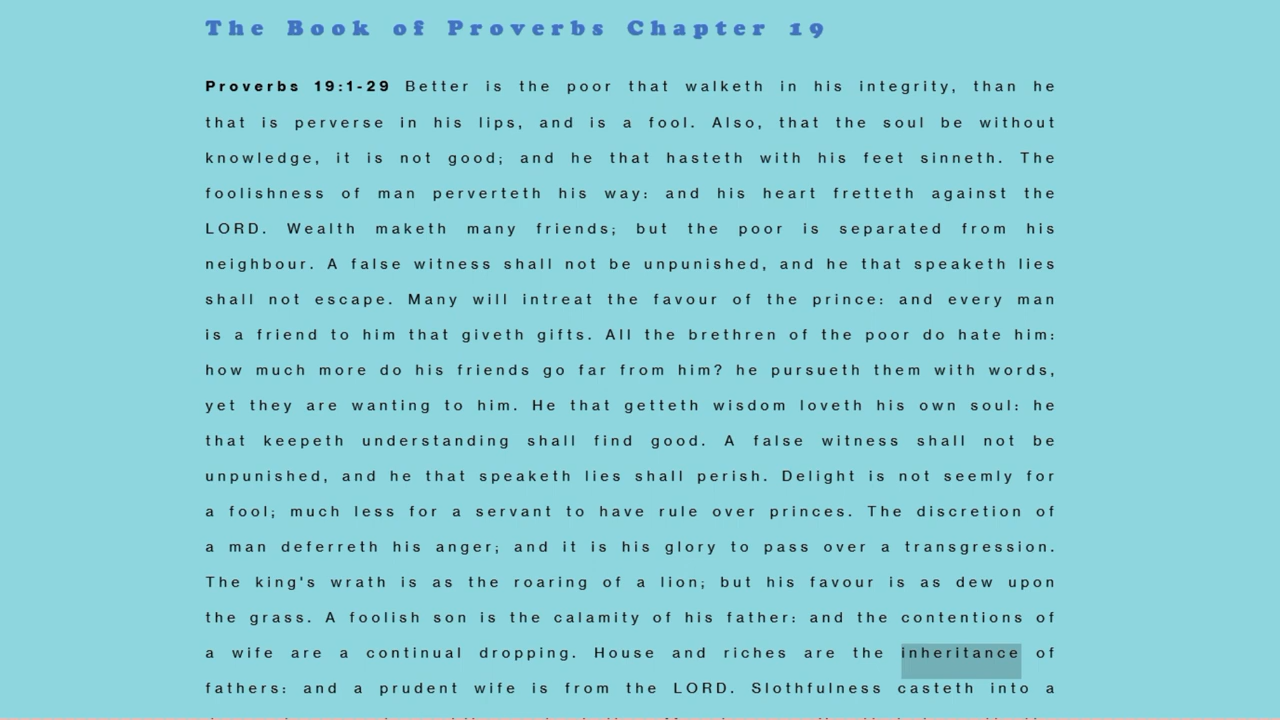 The Book of Proverbs Chapter 19
Proverbs 19:1-29 Better is the poor that walketh in his integrity, than he
that is perverse in his lips, and is a fool. Also, that the soul be without
knowledge, it is not good; and he that hasteth with his feet sinneth. The
foolishness of man perverteth his way: and his heart fretteth against the
LORD. Wealth maketh many friends; but the poor is separated from his
neighbour. A false witness shall not be unpunished, and he that speaketh lies
shall not escape. Many will intreat the favour of the prince: and every man
is a friend to him that giveth gifts. All the brethren of the poor do hate him:
how much more do his friends go far from him? he pursueth them with words,
yet they are wanting to him. He that getteth wisdom loveth his own soul: he
that keepeth understanding shall find good. A false witness shall not be
unpunished, and he that speaketh lies shall perish. Delight is not seemly for
a fool; much less for a servant to have rule over princes. The discretion of
a man deferreth his anger; and it is his glory to pass over a transgression.
The king's wrath is as the roaring of a lion; but his favour is as dew upon
the grass. A foolish son is the calamity of his father: and the contentions of
a wife are a continual dropping. House and riches are the inheritance of
fathers: and a prudent wife is from the LORD. Slothfulness casteth into a